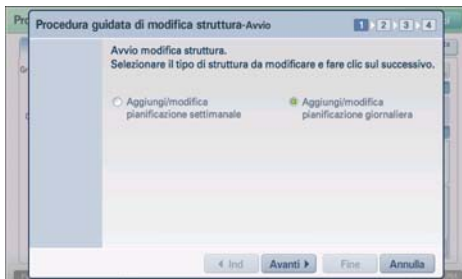 Pro
Procedura guidata di modifica struttura-Avvio
1 2 3 4
Avvio modifica struttura.
Selezionare il tipo di struttura da modificare e fare clic sul successivo.
Aggiungi/modifica
pianificazione settimanale
Aggiungi/modifica
pianificazione giornaliera
Ind
Avanti
Fine
Annulla